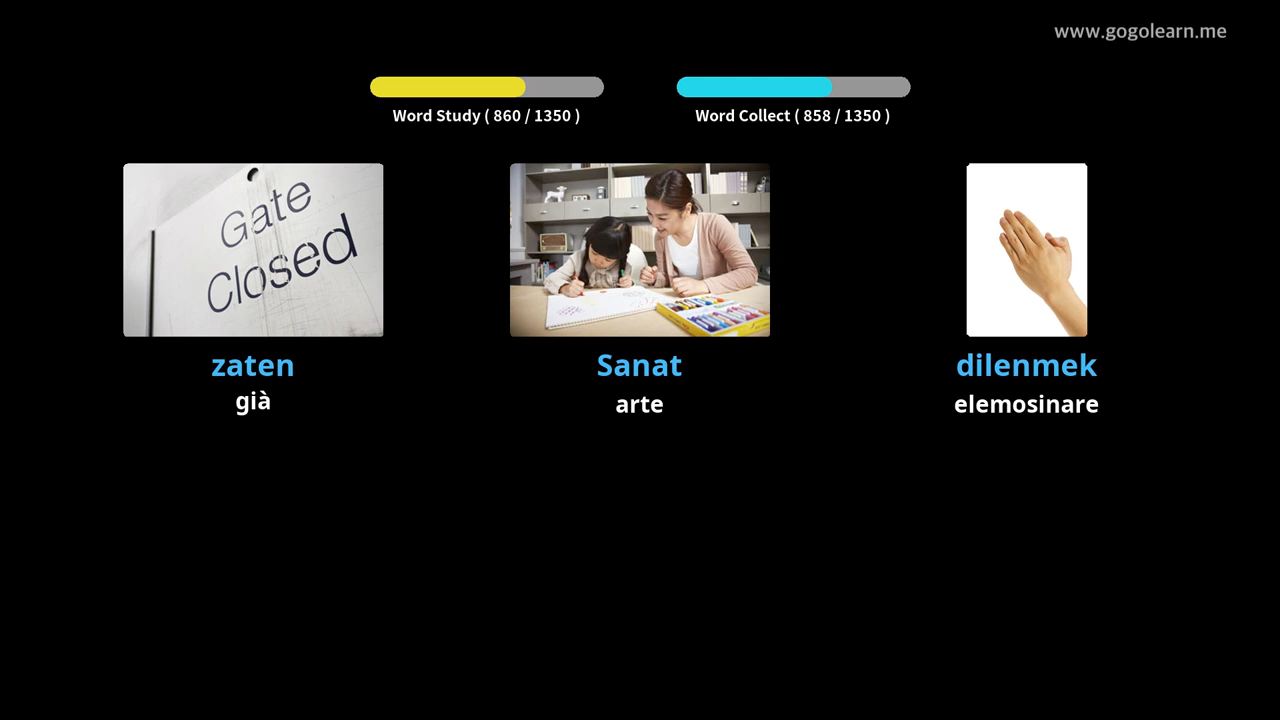 www.gogolearn.me
Word Study ( 860 / 1350 )
Word Collect ( 858 / 1350 )
Gate
Closed
zaten
già
Sanat
arte
dilenmek
elemosinare